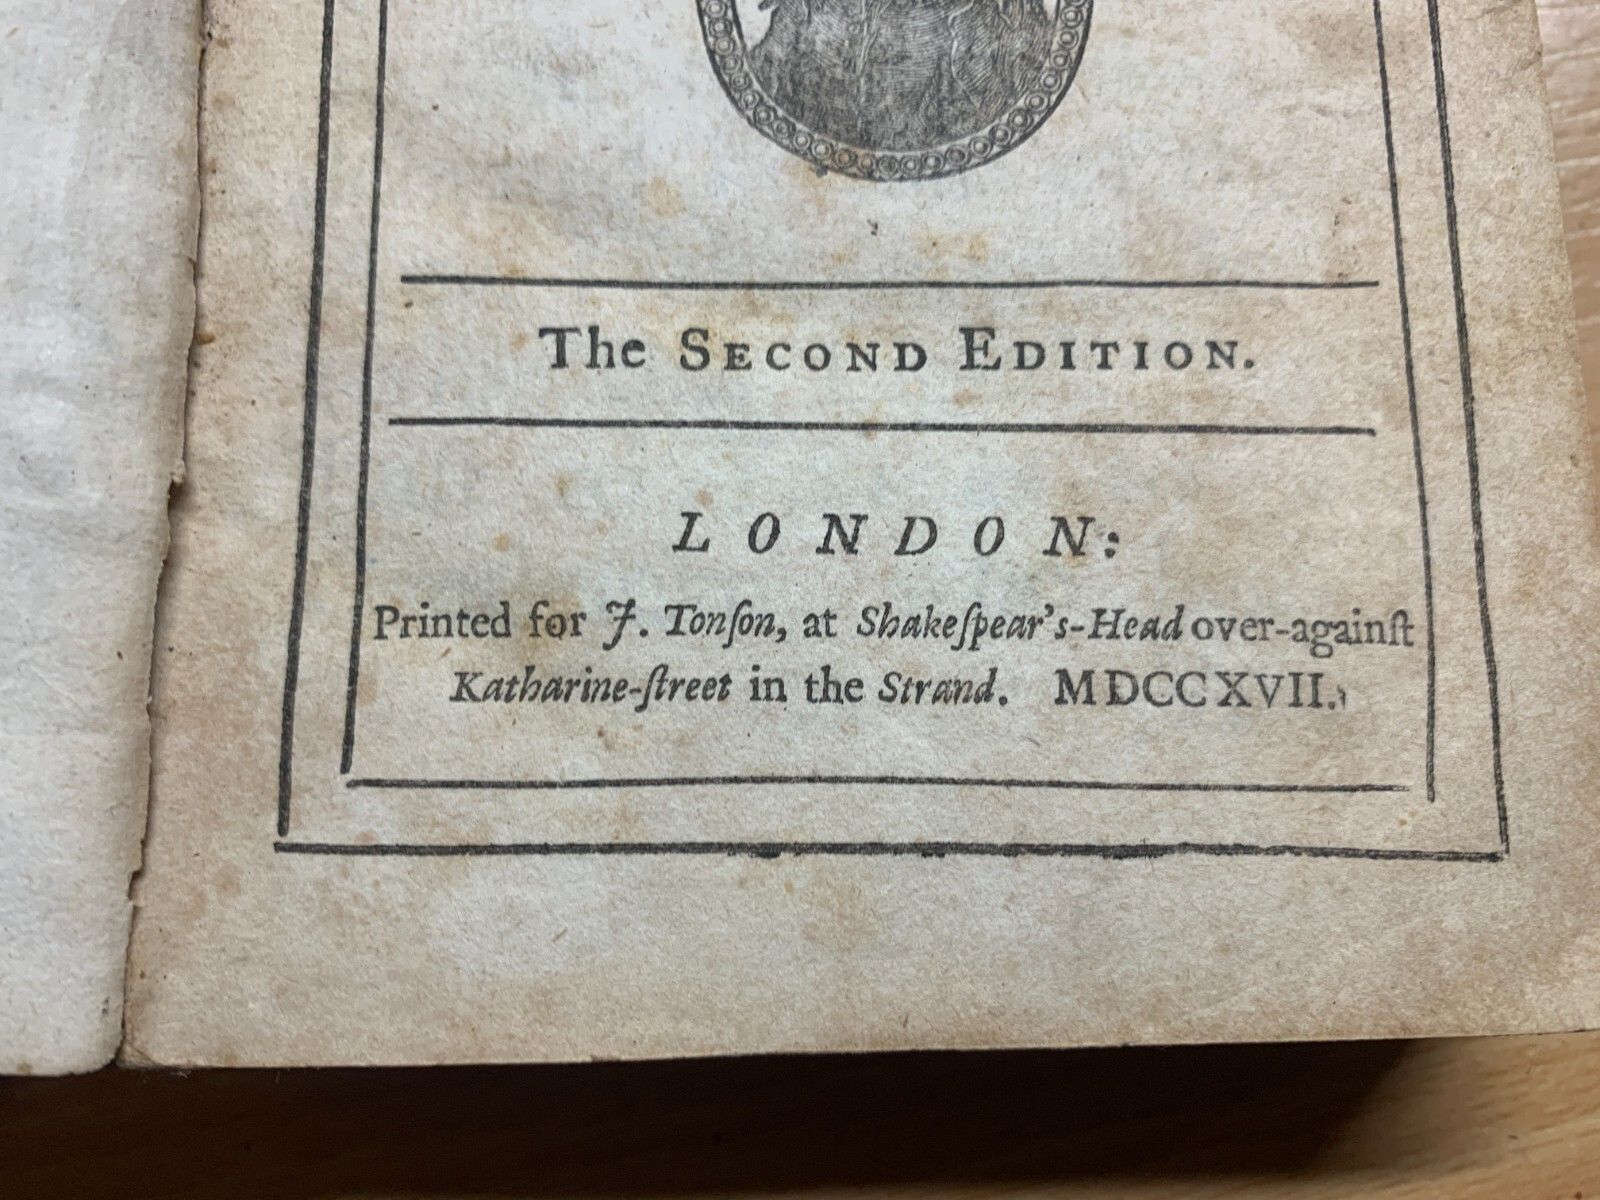 The SECOND EDITION.
LONDON:
Printed for J. Tonſon, at Shakeſpear's-Head over-againſt
Katharine-ſtreet in the Strand. MDCCXVII.